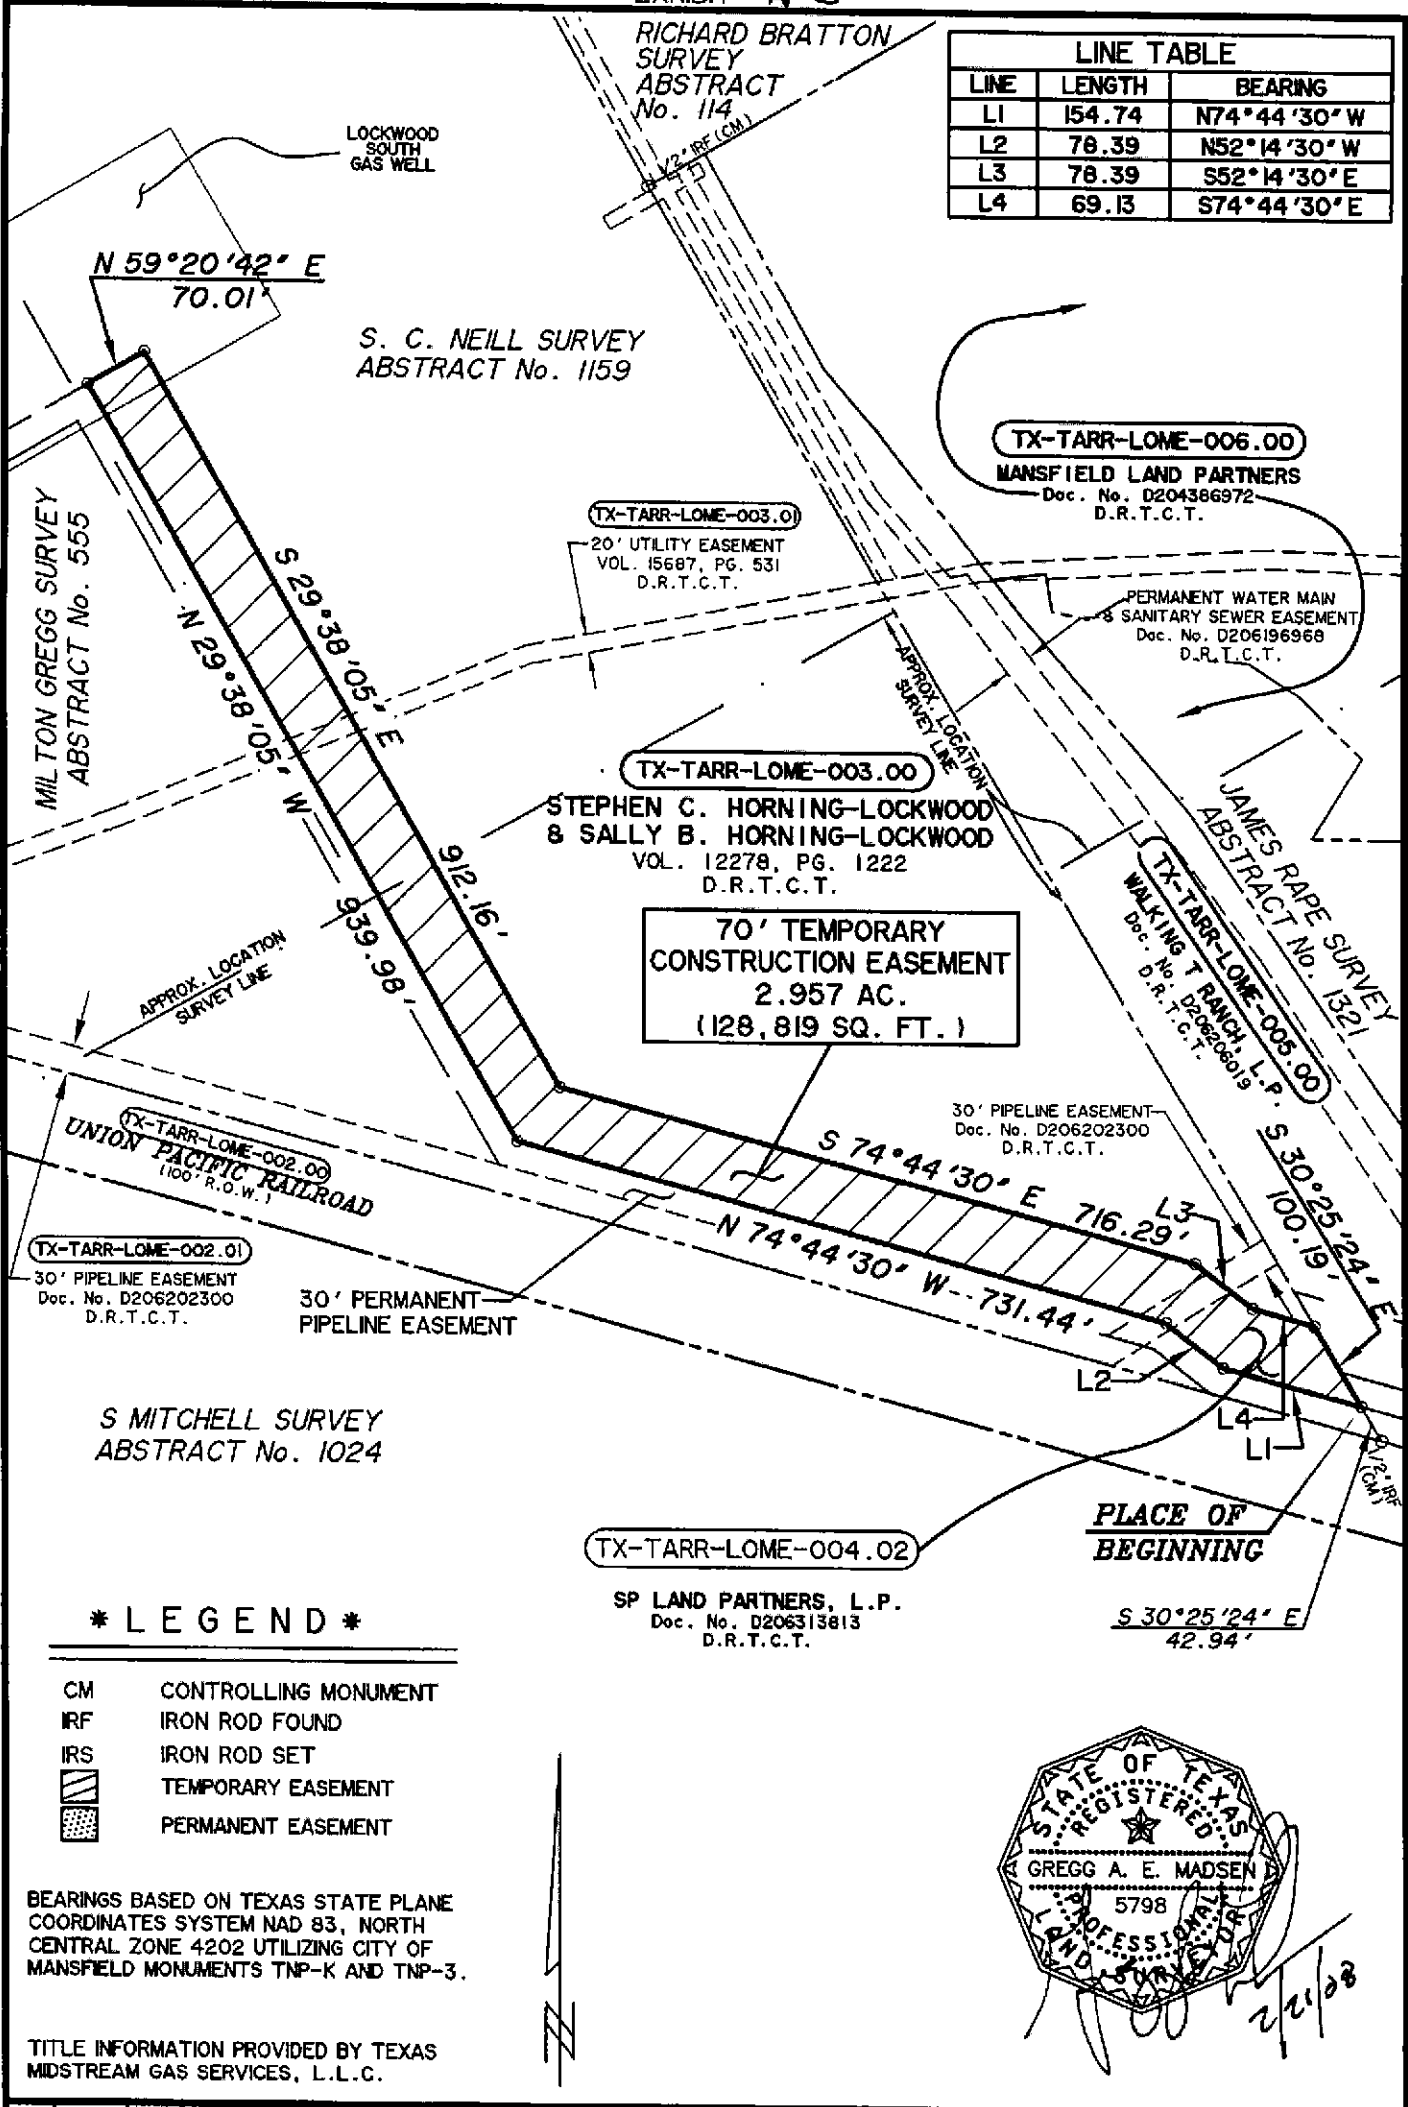 RICHARD BRATTON
SURVEY
ABSTRACT
No. 114
1/2" IRF (CM)
LINE TABLE
LINE LENGTH BEARING
L1 154.74 N74°44'30" W
L2 78.39 N52°14'30" W
L3 78.39 S52°14'30" E
L4 69.13 S74°44'30" E
LOCKWOOD
SOUTH
GAS WELL
N 59°20'42" E
70.01'
S. C. NEILL SURVEY
ABSTRACT No. 1159
TX-TARR-LOME-006.00
MANSFIELD LAND PARTNERS
Doc. No. D204386972
D.R.T.C.T.
MILTON GREGG SURVEY
ABSTRACT No. 555
TX-TARR-LOME-003.01
20' UTILITY EASEMENT
VOL. 15687, PG. 531
D.R.T.C.T.
PERMANENT WATER MAIN
& SANITARY SEWER EASEMENT
Doc. No. D206196968
D.R.T.C.T.
S 29°38'05" E
912.16'
N 29°38'05" W
939.98'
APPROX. LOCATION
SURVEY LINE
TX-TARR-LOME-003.00
STEPHEN C. HORNING-LOCKWOOD
& SALLY B. HORNING-LOCKWOOD
VOL. 12278, PG. 1222
D.R.T.C.T.
JAMES RAPE SURVEY
ABSTRACT No. 1321
TX-TARR-LOME-005.00
WALKING T RANCH, L.P.
Doc. No. D206206019
D.R.T.C.T.
70' TEMPORARY
CONSTRUCTION EASEMENT
2.957 AC.
(128,819 SQ. FT.)
APPROX. LOCATION
SURVEY LINE
30' PIPELINE EASEMENT
Doc. No. D206202300
D.R.T.C.T.
TX-TARR-LOME-002.00
UNION PACIFIC RAILROAD
(100' R.O.W.)
S 74°44'30" E
716.29'
L3
S 30°25'24" E
100.19'
TX-TARR-LOME-002.01
30' PIPELINE EASEMENT
Doc. No. D206202300
D.R.T.C.T.
30' PERMANENT
PIPELINE EASEMENT
N 74°44'30" W 731.44'
L2
L4
L1
1/2" IRF
(CM)
S MITCHELL SURVEY
ABSTRACT No. 1024
PLACE OF
BEGINNING
TX-TARR-LOME-004.02
SP LAND PARTNERS, L.P.
Doc. No. D206313813
D.R.T.C.T.
S 30°25'24" E
42.94'
* LEGEND *
CM CONTROLLING MONUMENT
IRF IRON ROD FOUND
IRS IRON ROD SET
TEMPORARY EASEMENT
PERMANENT EASEMENT
BEARINGS BASED ON TEXAS STATE PLANE
COORDINATES SYSTEM NAD 83, NORTH
CENTRAL ZONE 4202 UTILIZING CITY OF
MANSFIELD MONUMENTS TNP-K AND TNP-3.
TITLE INFORMATION PROVIDED BY TEXAS
MIDSTREAM GAS SERVICES, L.L.C.
N
STATE OF TEXAS
REGISTERED
GREGG A. E. MADSEN
5798
PROFESSIONAL
LAND SURVEYOR
2/21/08